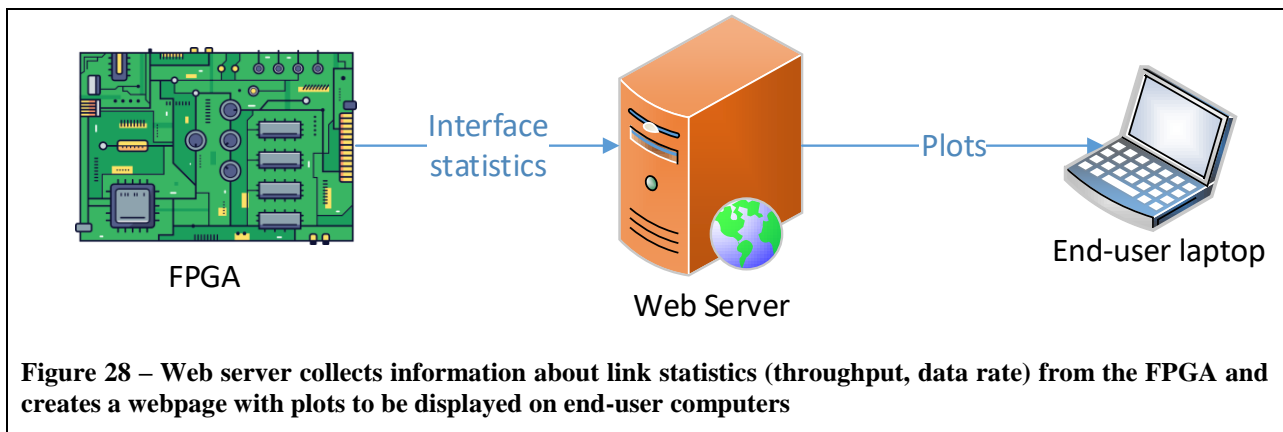 Interface
statistics
Plots
FPGA
Web Server
End-user laptop
Figure 28 – Web server collects information about link statistics (throughput, data rate) from the FPGA and
creates a webpage with plots to be displayed on end-user computers